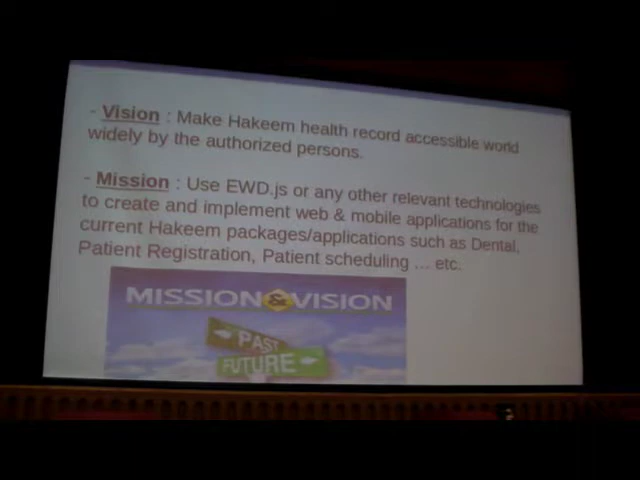 - Vision : Make Hakeem health record accessible world
widely by the authorized persons.
- Mission : Use EWD.js or any other relevant technologies
to create and implement web & mobile applications for the
current Hakeem packages/applications such as Dental,
Patient Registration, Patient scheduling ... etc.
MISSION & VISION
PAST
FUTURE